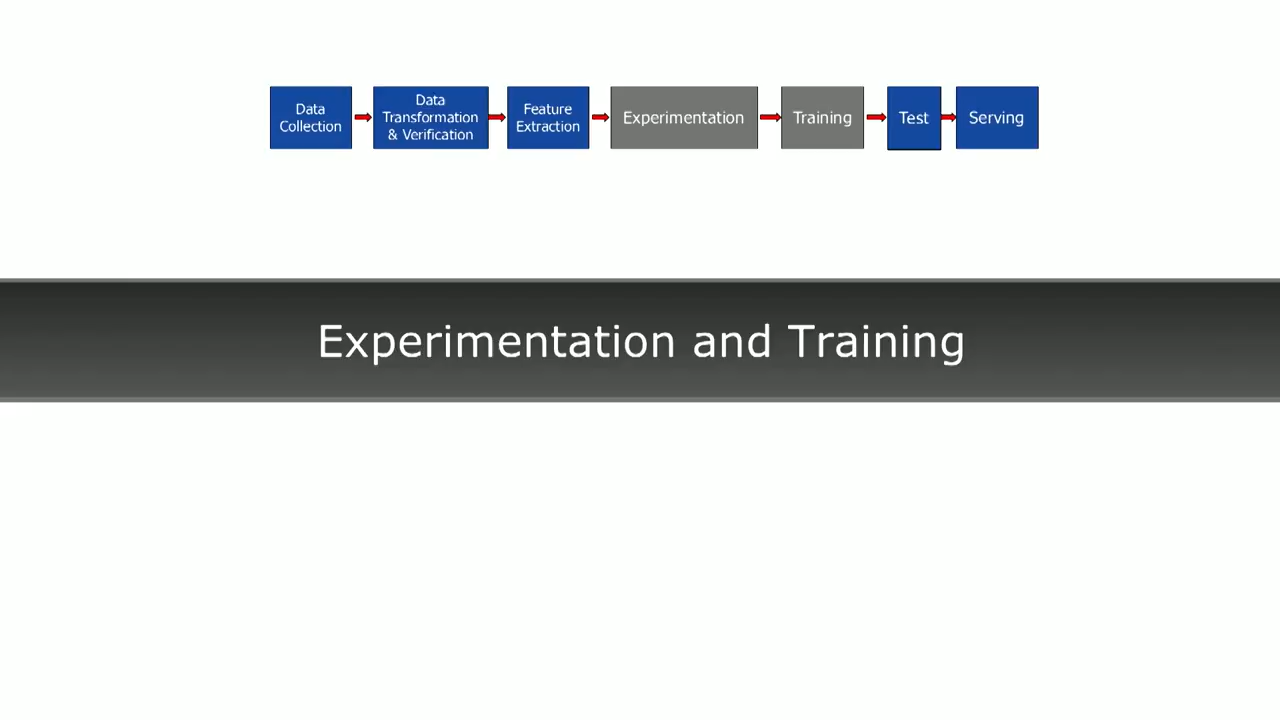 Data
Collection
Data
Transformation
& Verification
Feature
Extraction
Experimentation
Training
Test
Serving
Experimentation and Training